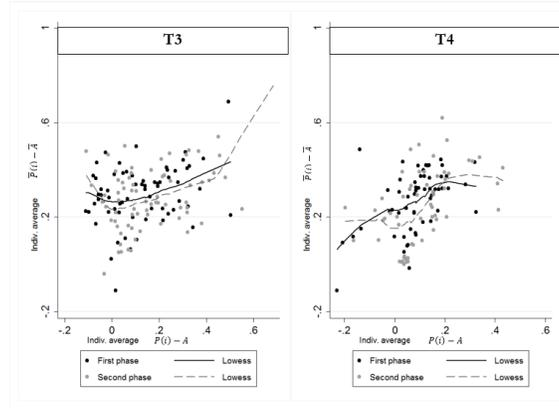 T3
T4
1
.6
.2
-.2
Indiv. average P̄(i) − Ā
-.2
0
.2
.4
.6
Indiv. average P(i) − A
First phase
Lowess
Second phase
Lowess
1
.6
.2
-.2
Indiv. average P̄(i) − Ā
-.2
0
.2
.4
.6
Indiv. average P(i) − A
First phase
Lowess
Second phase
Lowess